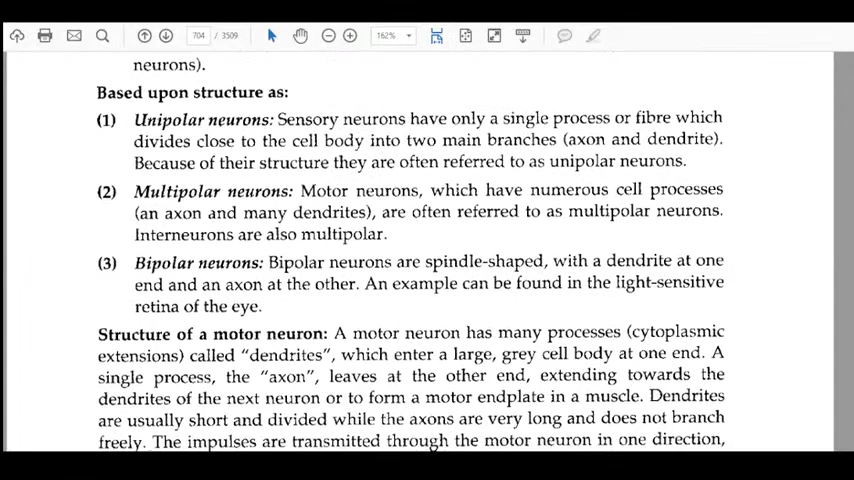 704 / 3509
162%
neurons).
Based upon structure as:
(1) Unipolar neurons: Sensory neurons have only a single process or fibre which
divides close to the cell body into two main branches (axon and dendrite).
Because of their structure they are often referred to as unipolar neurons.
(2) Multipolar neurons: Motor neurons, which have numerous cell processes
(an axon and many dendrites), are often referred to as multipolar neurons.
Interneurons are also multipolar.
(3) Bipolar neurons: Bipolar neurons are spindle-shaped, with a dendrite at one
end and an axon at the other. An example can be found in the light-sensitive
retina of the eye.
Structure of a motor neuron: A motor neuron has many processes (cytoplasmic
extensions) called "dendrites", which enter a large, grey cell body at one end. A
single process, the "axon", leaves at the other end, extending towards the
dendrites of the next neuron or to form a motor endplate in a muscle. Dendrites
are usually short and divided while the axons are very long and does not branch
freely. The impulses are transmitted through the motor neuron in one direction,